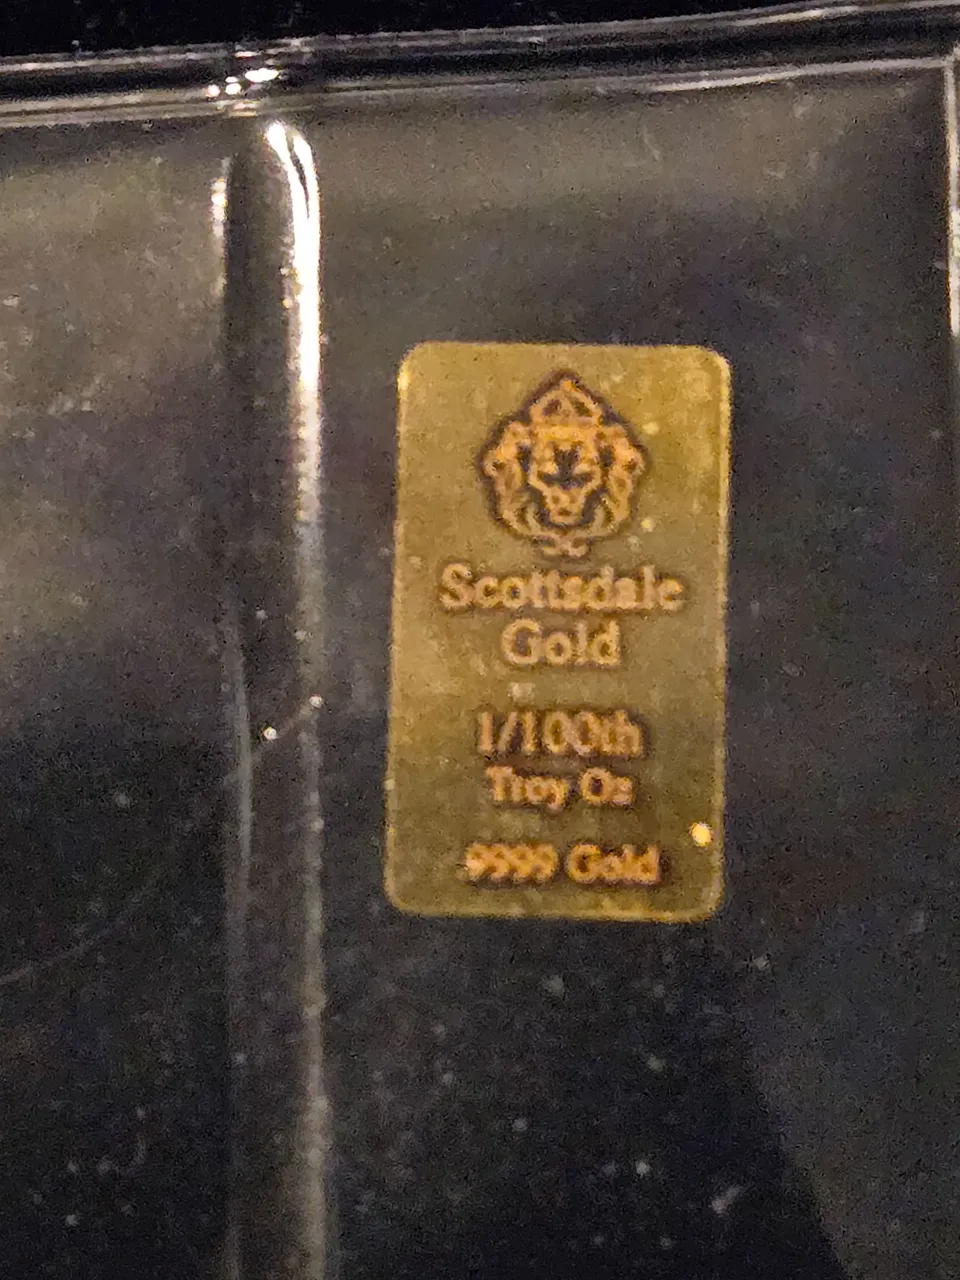 Scottsdale
Gold
1/100th
Troy Oz
9999 Gold